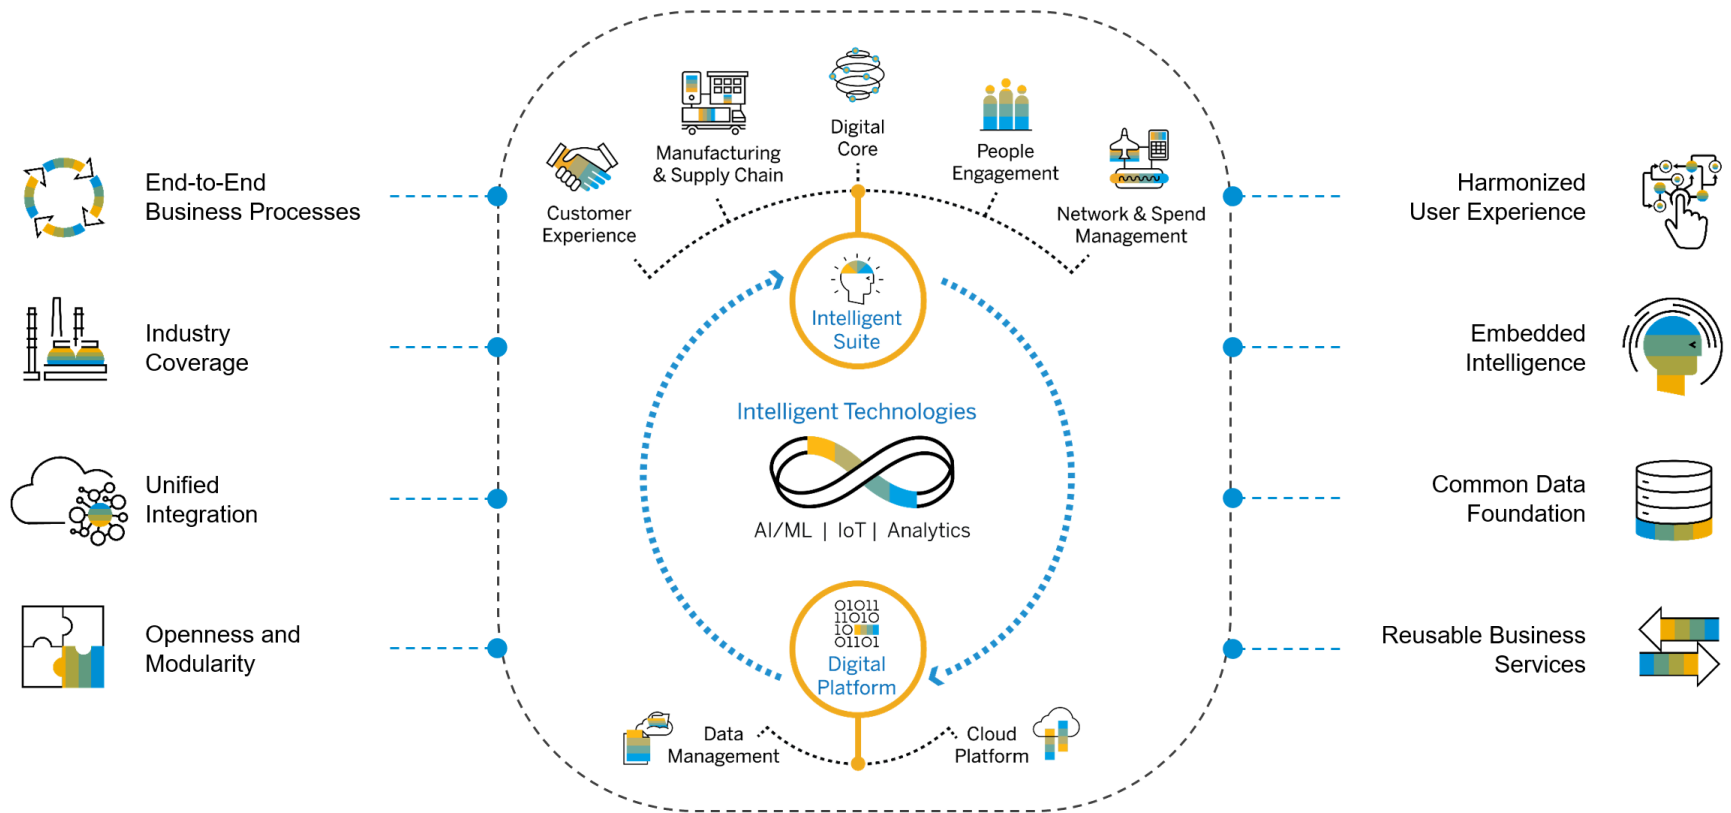 End-to-End
Business Processes
Industry
Coverage
Unified
Integration
Openness and
Modularity
Customer
Experience
Manufacturing
& Supply Chain
Digital
Core
People
Engagement
Network & Spend
Management
Intelligent
Suite
Intelligent Technologies
AI/ML | IoT | Analytics
01011
11010
10
01101
Digital
Platform
Data
Management
Cloud
Platform
Harmonized
User Experience
Embedded
Intelligence
Common Data
Foundation
Reusable Business
Services